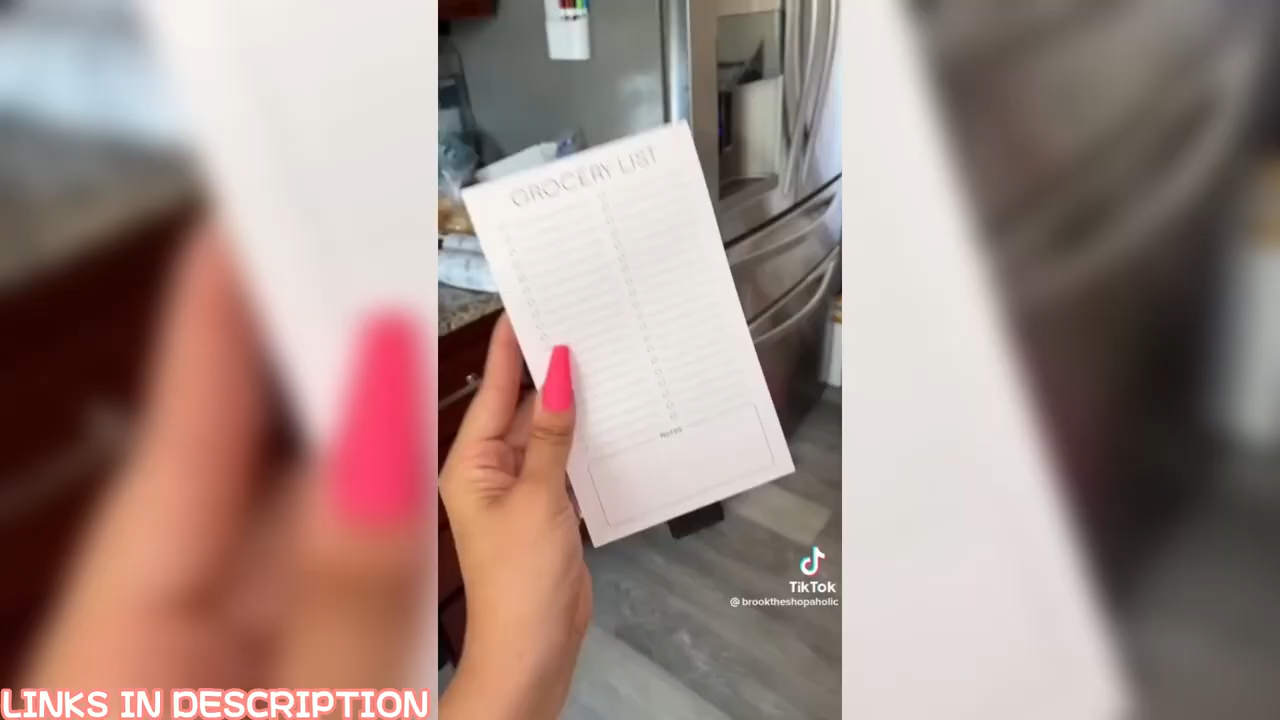 GROCERY LIST
Notes
TikTok
@brooktheshopaholic
LINKS IN DESCRIPTION